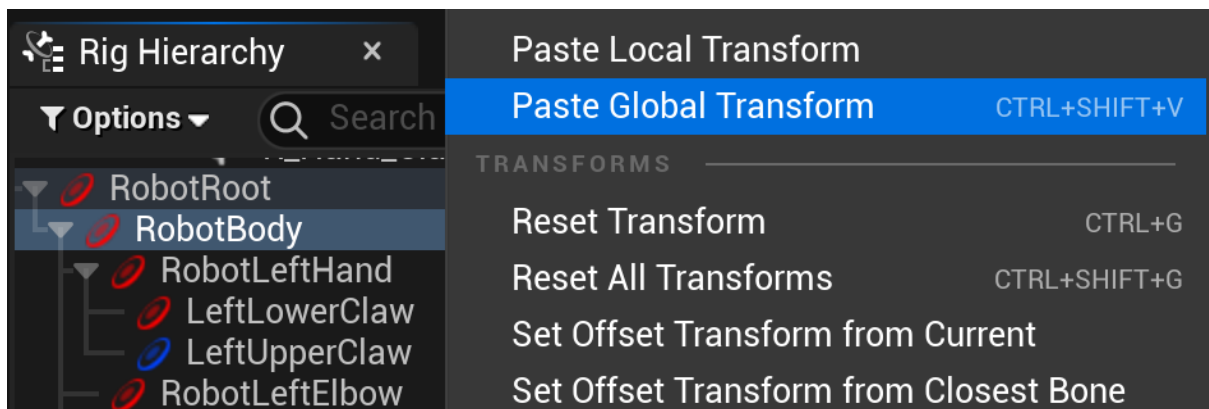 Rig Hierarchy
Options
Search
RobotRoot
RobotBody
RobotLeftHand
LeftLowerClaw
LeftUpperClaw
RobotLeftElbow
Paste Local Transform
Paste Global Transform CTRL+SHIFT+V
TRANSFORMS
Reset Transform CTRL+G
Reset All Transforms CTRL+SHIFT+G
Set Offset Transform from Current
Set Offset Transform from Closest Bone